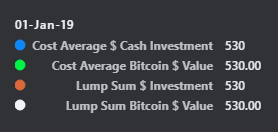 01-Jan-19
Cost Average $ Cash Investment 530
Cost Average Bitcoin $ Value 530.00
Lump Sum $ Investment 530
Lump Sum Bitcoin $ Value 530.00